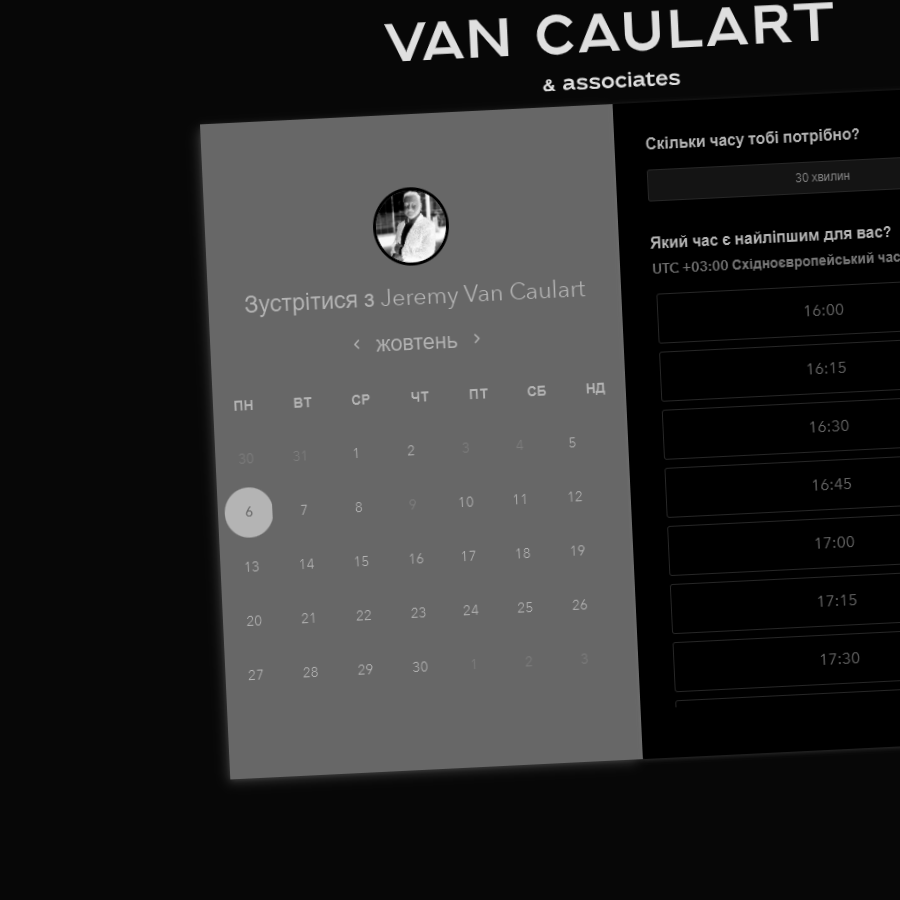 VAN CAULART
& associates
Зустрітися з Jeremy Van Caulart
‹ жовтень ›
ПН ВТ СР ЧТ ПТ СБ НД
30 31 1 2 3 4 5
6 7 8 9 10 11 12
13 14 15 16 17 18 19
20 21 22 23 24 25 26
27 28 29 30 1 2 3
Скільки часу тобі потрібно?
30 хвилин
Який час є найліпшим для вас?
UTC +03:00 Східноєвропейський час
16:00
16:15
16:30
16:45
17:00
17:15
17:30